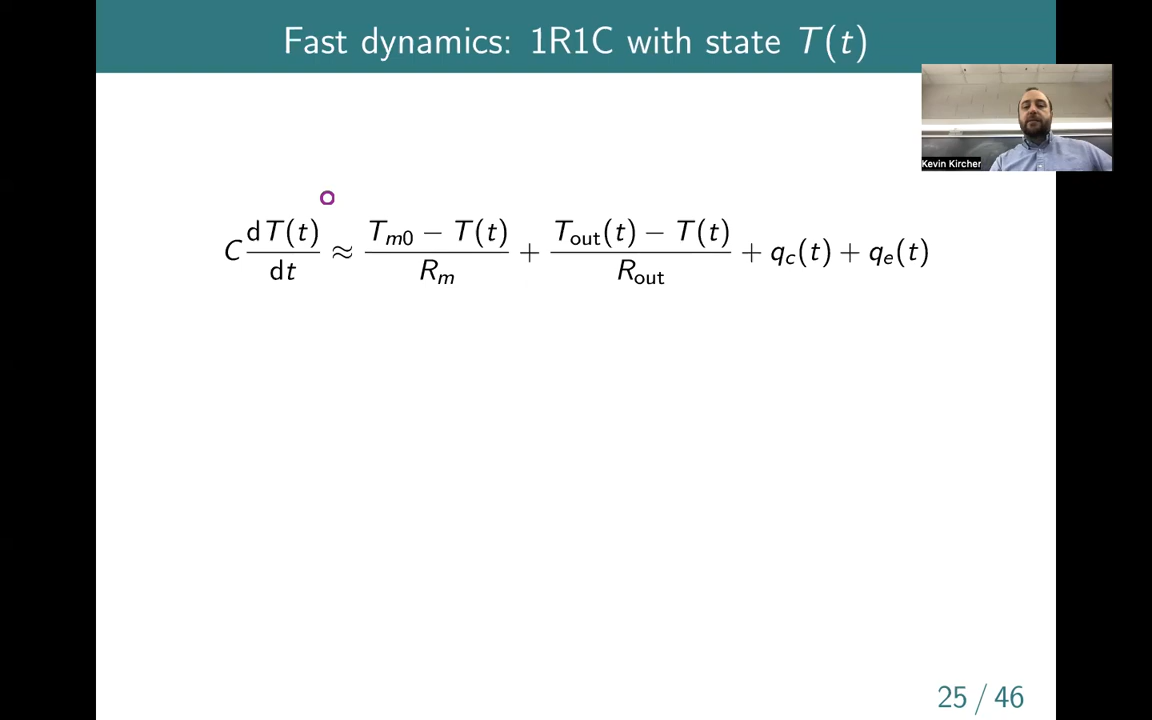 Fast dynamics: 1R1C with state T(t)
Kevin Kircher
C dT(t)/dt ≈ (T_m0 − T(t))/R_m + (T_out(t) − T(t))/R_out + q_c(t) + q_e(t)
25 / 46